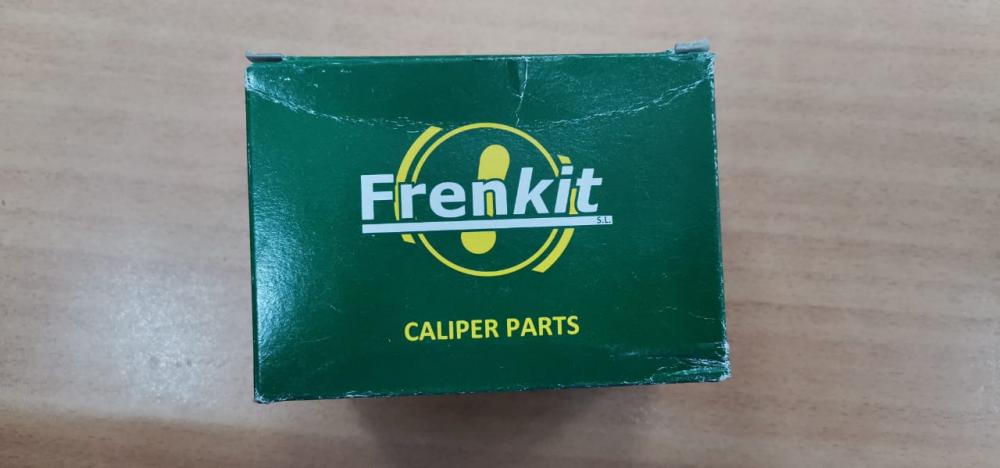 Frenkit
S.L.
CALIPER PARTS